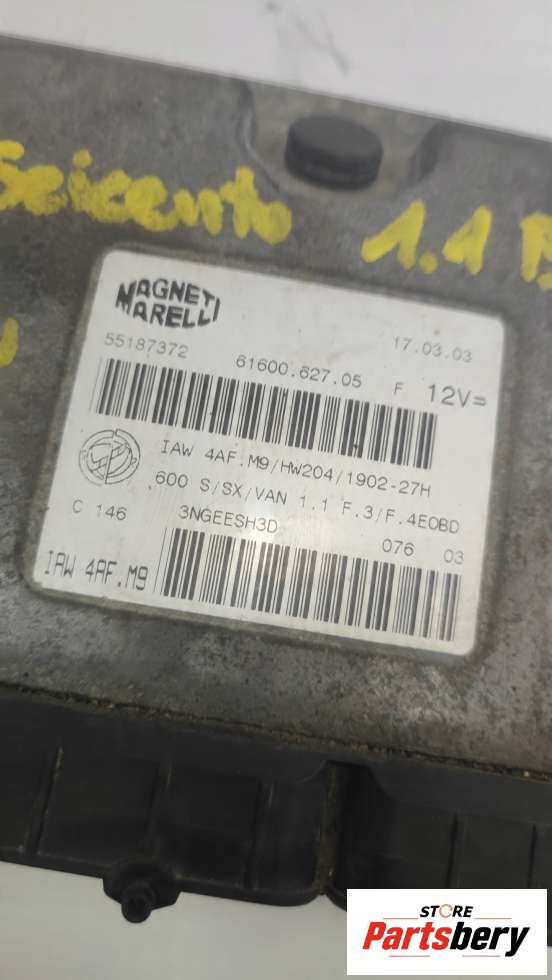 Seicento 1.1
MAGNETI
MARELLI
17.03.03
55187372 61600.627.05 F 12V=
IAW 4AF.M9/HW204/1902-27H
600 S/SX/VAN 1.1 F.3/F.4EOBD
C 146 3NGEESH3D 076 03
IAW 4AF.M9
STORE
Partsbery